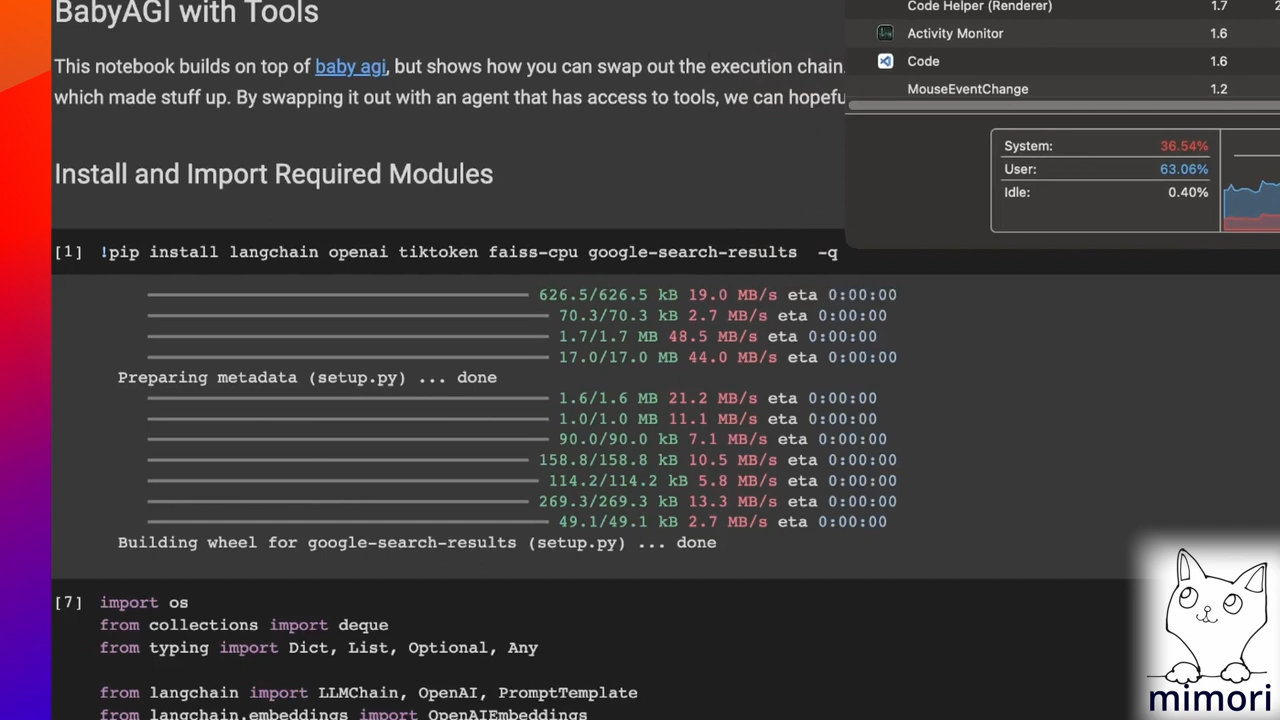 BabyAGI with Tools
This notebook builds on top of baby agi, but shows how you can swap out the execution chain.
which made stuff up. By swapping it out with an agent that has access to tools, we can hopefu
Install and Import Required Modules
[1] !pip install langchain openai tiktoken faiss-cpu google-search-results -q
626.5/626.5 kB 19.0 MB/s eta 0:00:00
70.3/70.3 kB 2.7 MB/s eta 0:00:00
1.7/1.7 MB 48.5 MB/s eta 0:00:00
17.0/17.0 MB 44.0 MB/s eta 0:00:00
Preparing metadata (setup.py) ... done
1.6/1.6 MB 21.2 MB/s eta 0:00:00
1.0/1.0 MB 11.1 MB/s eta 0:00:00
90.0/90.0 kB 7.1 MB/s eta 0:00:00
158.8/158.8 kB 10.5 MB/s eta 0:00:00
114.2/114.2 kB 5.8 MB/s eta 0:00:00
269.3/269.3 kB 13.3 MB/s eta 0:00:00
49.1/49.1 kB 2.7 MB/s eta 0:00:00
Building wheel for google-search-results (setup.py) ... done
[7] import os
from collections import deque
from typing import Dict, List, Optional, Any
from langchain import LLMChain, OpenAI, PromptTemplate
from langchain.embeddings import OpenAIEmbeddings
Code Helper (Renderer) 1.7
Activity Monitor 1.6
Code 1.6
MouseEventChange 1.2
System: 36.54%
User: 63.06%
Idle: 0.40%
mimori